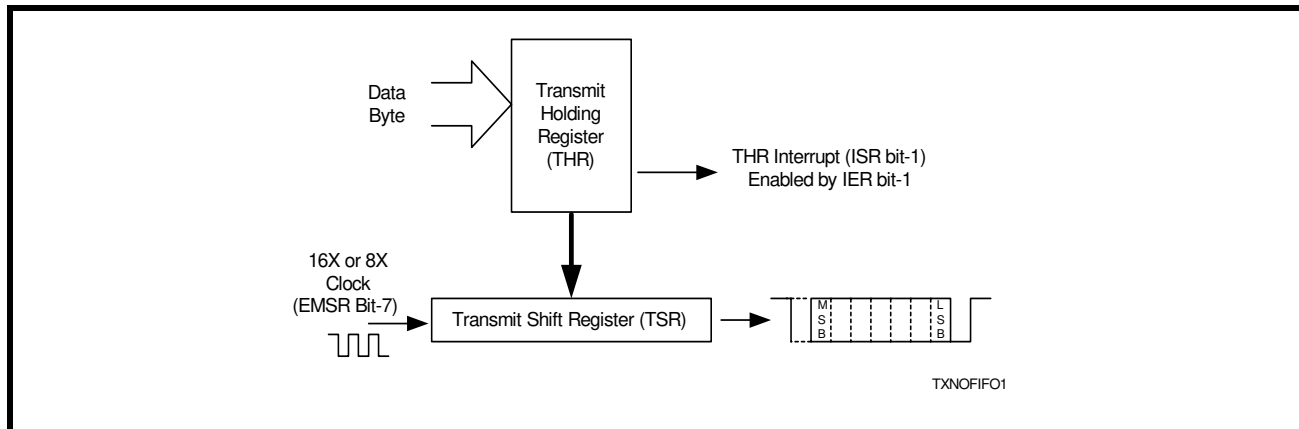 Data
Byte
Transmit
Holding
Register
(THR)
THR Interrupt (ISR bit-1)
Enabled by IER bit-1
16X or 8X
Clock
(EMSR Bit-7)
Transmit Shift Register (TSR)
M
S
B
L
S
B
TXNOFIFO1